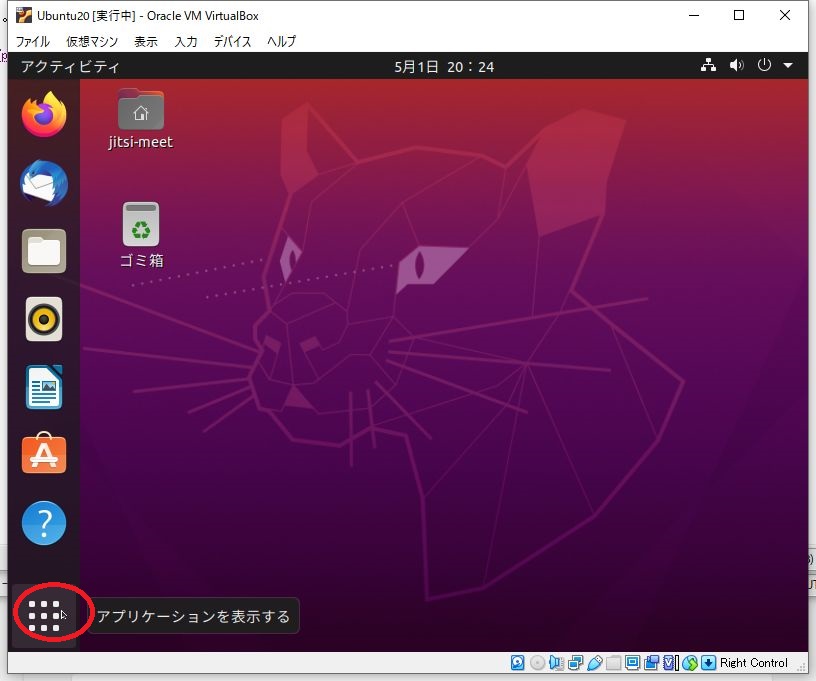 Ubuntu20 [実行中] - Oracle VM VirtualBox
ファイル 仮想マシン 表示 入力 デバイス ヘルプ
アクティビティ 5月1日 20：24
jitsi-meet
ゴミ箱
アプリケーションを表示する
Right Control